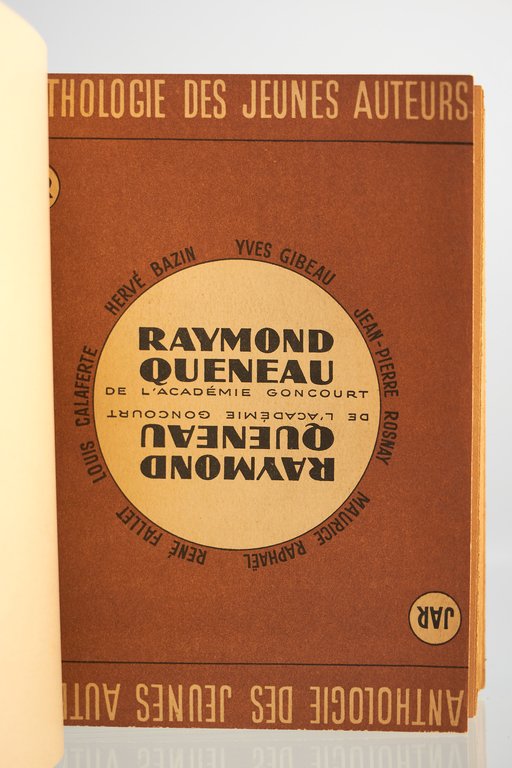 THOLOGIE DES JEUNES AUTEURS
R
HERVÉ BAZIN
YVES GIBEAU
JEAN-PIERRE ROSNAY
LOUIS CALAFERTE
RAYMOND
QUENEAU
DE L'ACADÉMIE GONCOURT
DE L'ACADÉMIE GONCOURT
QUENEAU
RAYMOND
MAURICE RAPHAËL
RENÉ FALLET
JAR
ANTHOLOGIE DES JEUNES AUT